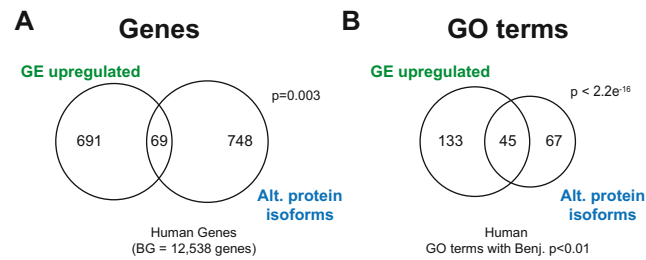 A
Genes
GE upregulated
p=0.003
691
69
748
Alt. protein
isoforms
Human Genes
(BG = 12,538 genes)
B
GO terms
GE upregulated
p < 2.2e-16
133
45
67
Alt. protein
isoforms
Human
GO terms with Benj. p<0.01